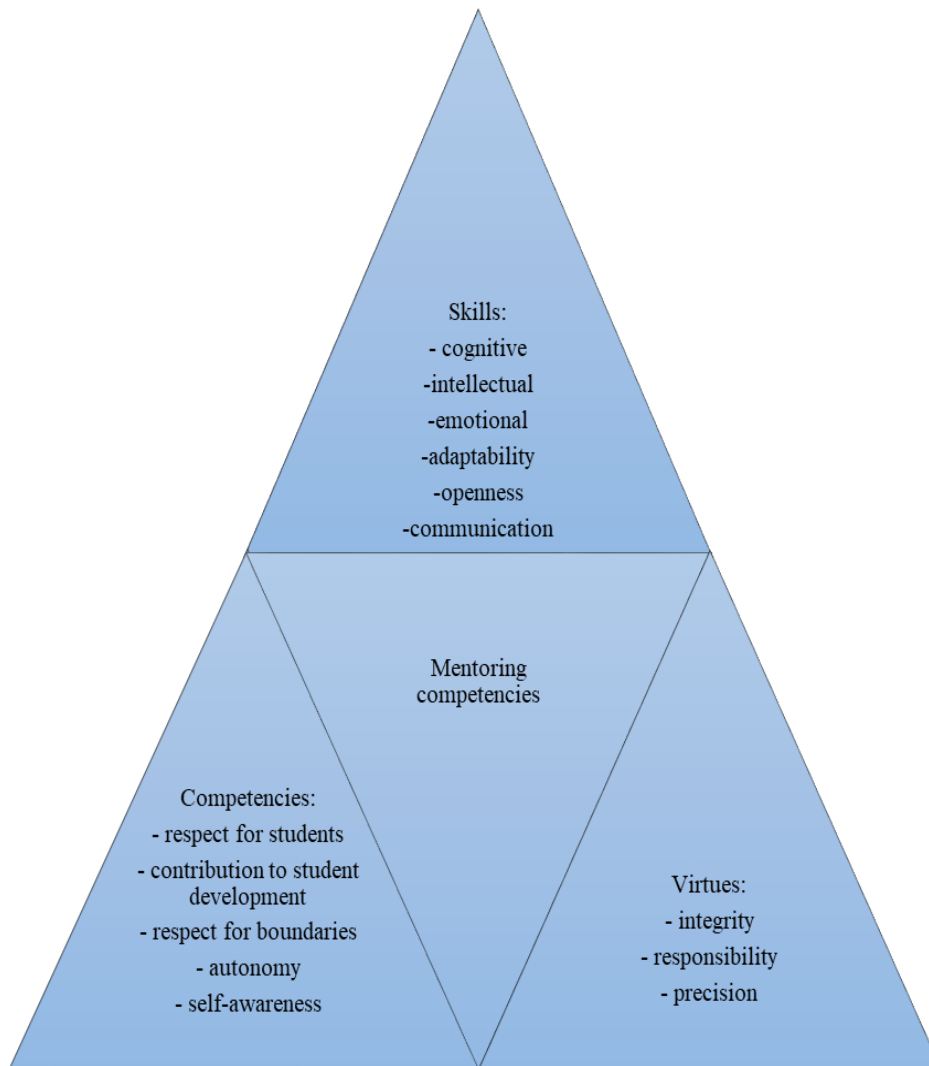 Skills:
- cognitive
-intellectual
-emotional
-adaptability
-openness
-communication
Mentoring
competencies
Competencies:
- respect for students
- contribution to student
development
- respect for boundaries
- autonomy
- self-awareness
Virtues:
- integrity
- responsibility
- precision